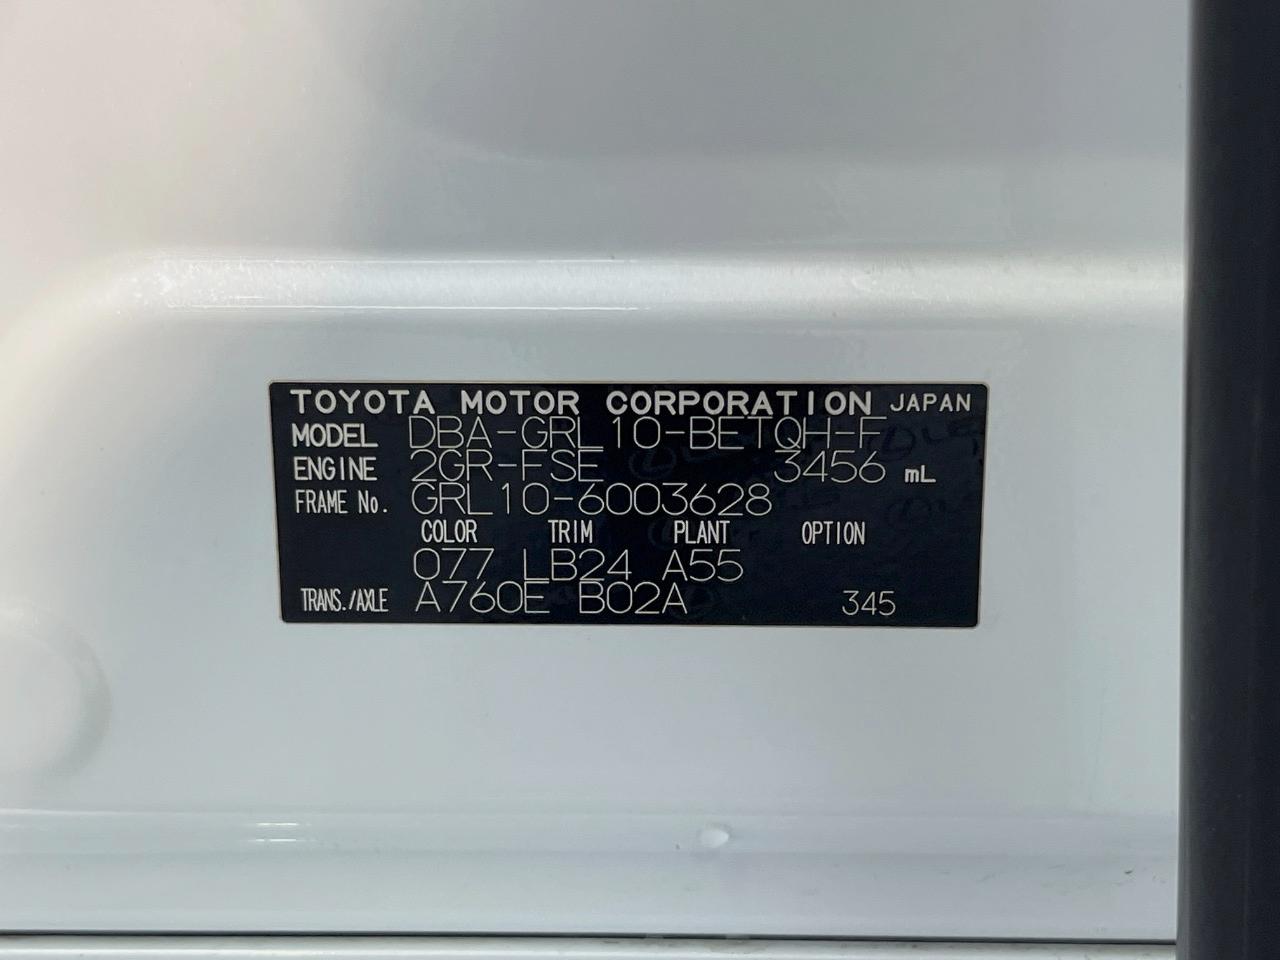 TOYOTA MOTOR CORPORATION JAPAN
MODEL DBA-GRL10-BETQH-F
ENGINE 2GR-FSE 3456 mL
FRAME No. GRL10-6003628
COLOR TRIM PLANT OPTION
077 LB24 A55
TRANS./AXLE A760E B02A 345